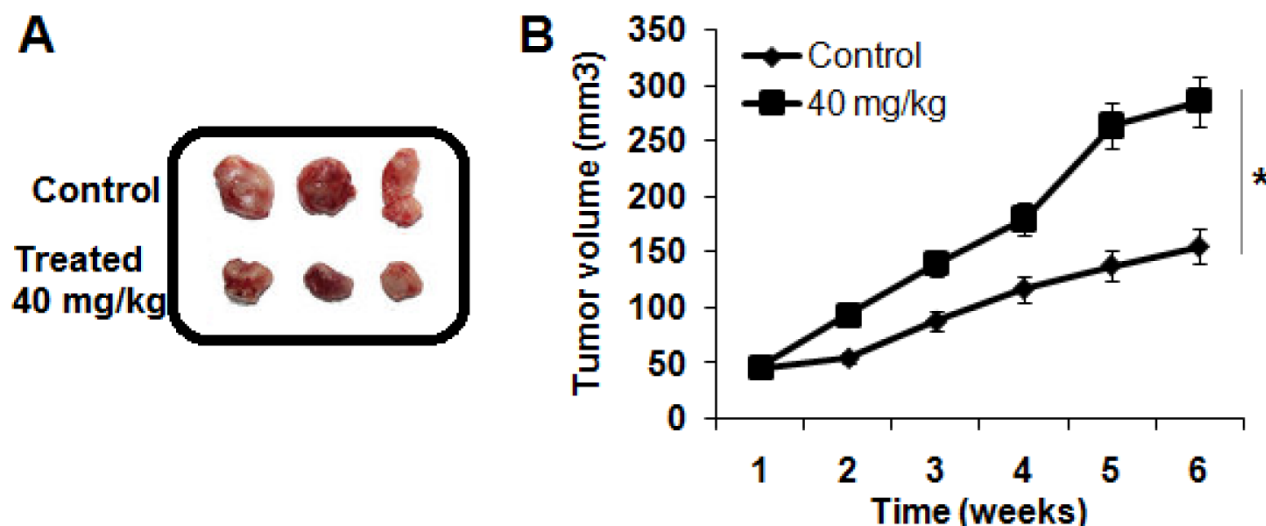 A
Control
Treated
40 mg/kg
B
Tumor volume (mm3)
350
300
250
200
150
100
50
0
Control
40 mg/kg
*
1 2 3 4 5 6
Time (weeks)